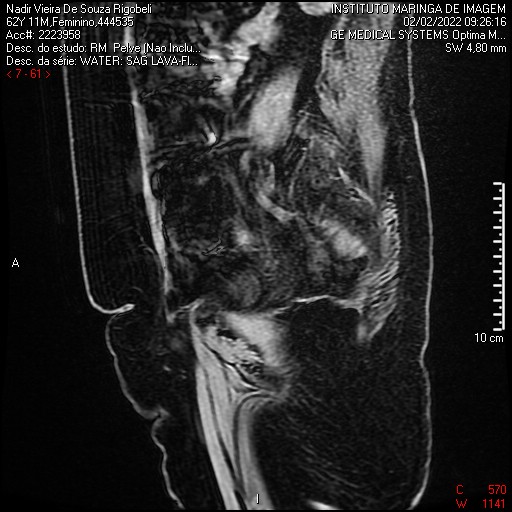 Nadir Vieira De Souza Rigobeli
62Y 11M,Feminino,444535
Acc#: 2223958
Desc. do estudo: RM Pelve (Nao Inclu...
Desc. da série: WATER: SAG LAVA-Fl...
< 7 - 61 >
INSTITUTO MARINGA DE IMAGEM
02/02/2022 09:26:16
GE MEDICAL SYSTEMS Optima M...
SW 4,80 mm
A
10 cm
I
C 570
W 1141